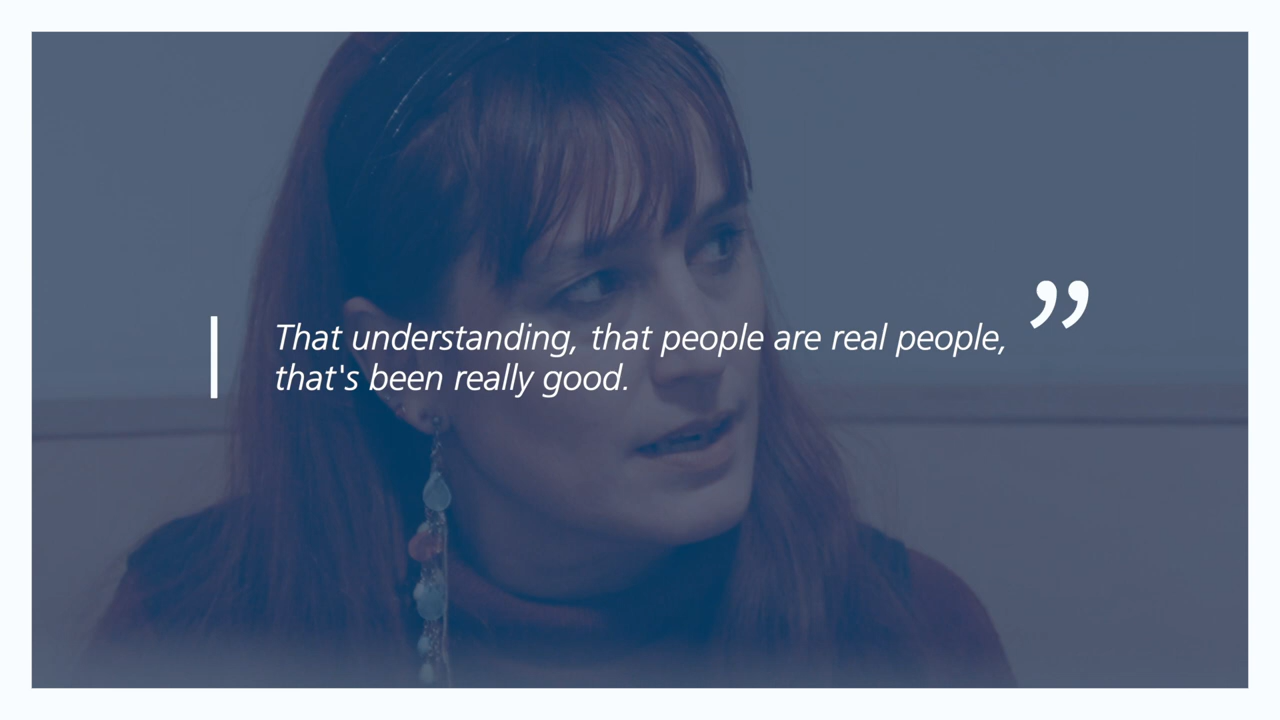 That understanding, that people are real people,
that's been really good.
”